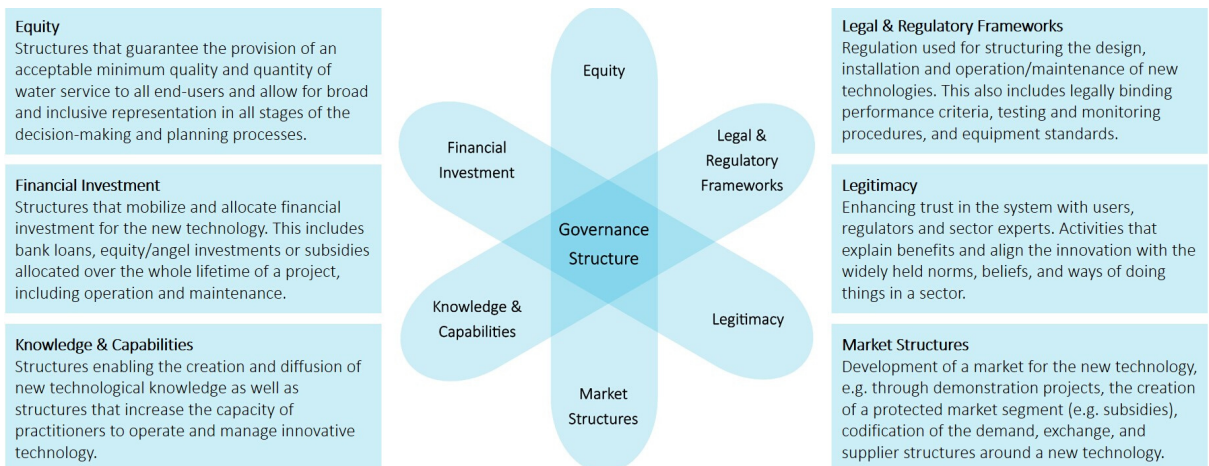 Equity
Structures that guarantee the provision of an
acceptable minimum quality and quantity of
water service to all end-users and allow for broad
and inclusive representation in all stages of the
decision-making and planning processes.
Financial Investment
Structures that mobilize and allocate financial
investment for the new technology. This includes
bank loans, equity/angel investments or subsidies
allocated over the whole lifetime of a project,
including operation and maintenance.
Knowledge & Capabilities
Structures enabling the creation and diffusion of
new technological knowledge as well as
structures that increase the capacity of
practitioners to operate and manage innovative
technology.
Equity
Financial
Investment
Legal &
Regulatory
Frameworks
Governance
Structure
Knowledge &
Capabilities
Legitimacy
Market
Structures
Legal & Regulatory Frameworks
Regulation used for structuring the design,
installation and operation/maintenance of new
technologies. This also includes legally binding
performance criteria, testing and monitoring
procedures, and equipment standards.
Legitimacy
Enhancing trust in the system with users,
regulators and sector experts. Activities that
explain benefits and align the innovation with the
widely held norms, beliefs, and ways of doing
things in a sector.
Market Structures
Development of a market for the new technology,
e.g. through demonstration projects, the creation
of a protected market segment (e.g. subsidies),
codification of the demand, exchange, and
supplier structures around a new technology.